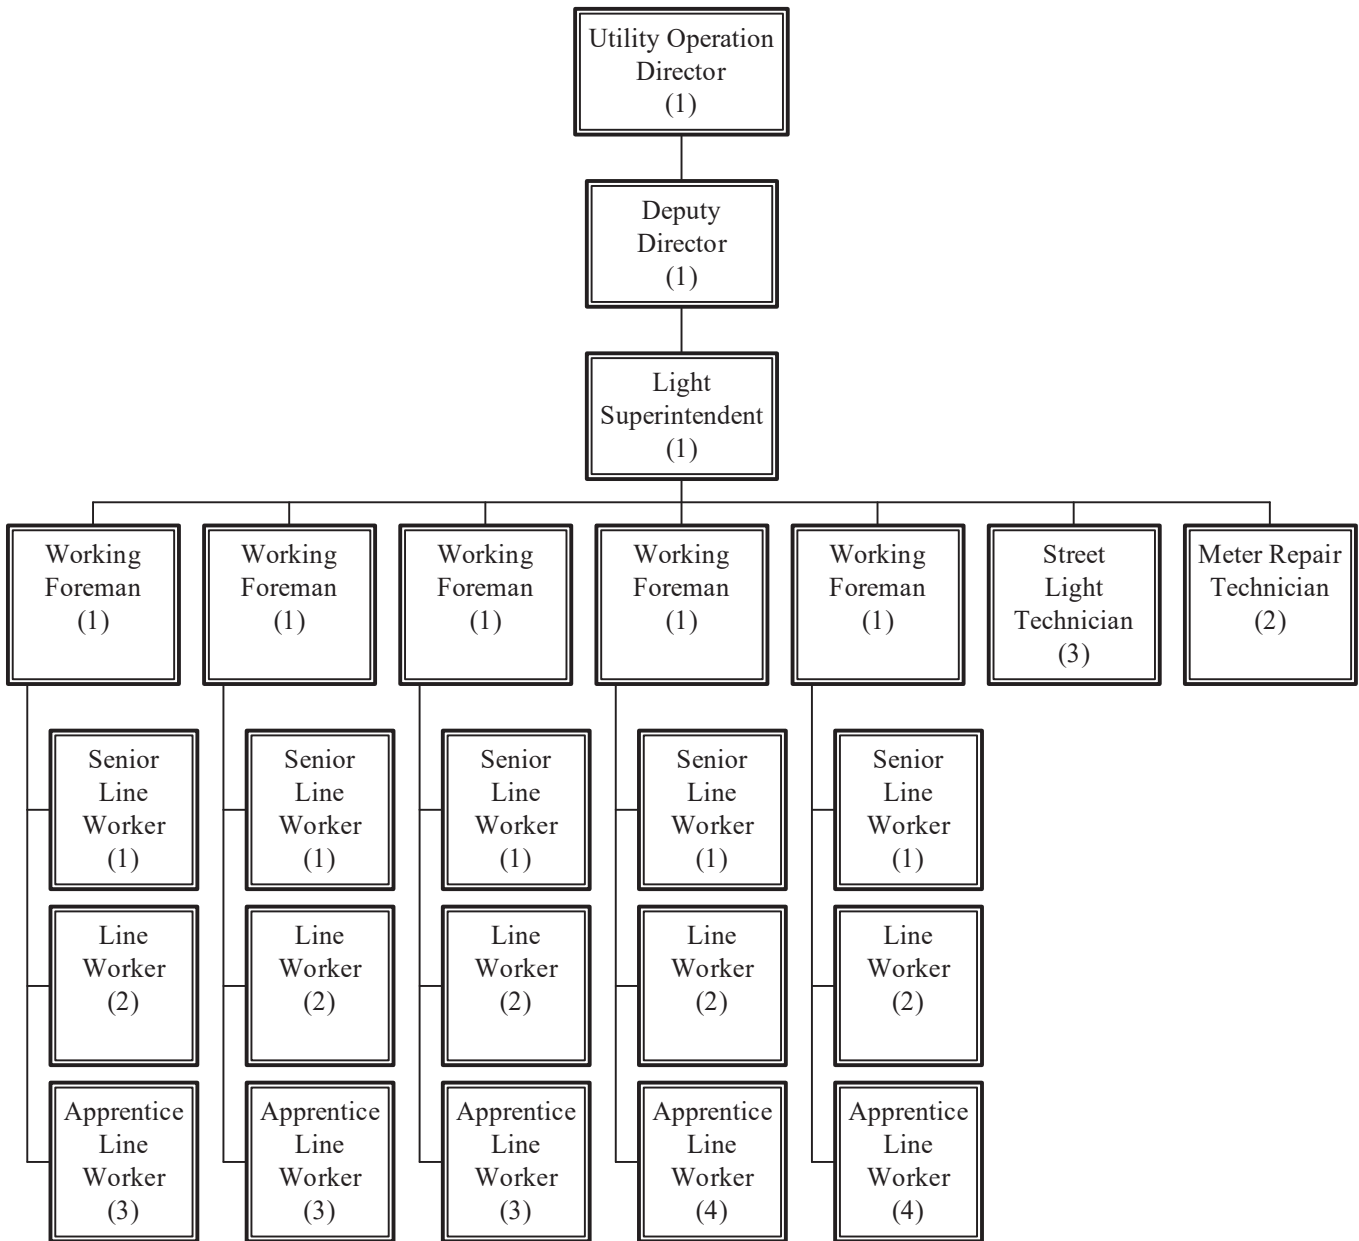 Utility Operation
Director
(1)
Deputy
Director
(1)
Light
Superintendent
(1)
Working
Foreman
(1)
Working
Foreman
(1)
Working
Foreman
(1)
Working
Foreman
(1)
Working
Foreman
(1)
Street
Light
Technician
(3)
Meter Repair
Technician
(2)
Senior
Line
Worker
(1)
Senior
Line
Worker
(1)
Senior
Line
Worker
(1)
Senior
Line
Worker
(1)
Senior
Line
Worker
(1)
Line
Worker
(2)
Line
Worker
(2)
Line
Worker
(2)
Line
Worker
(2)
Line
Worker
(2)
Apprentice
Line
Worker
(3)
Apprentice
Line
Worker
(3)
Apprentice
Line
Worker
(3)
Apprentice
Line
Worker
(4)
Apprentice
Line
Worker
(4)